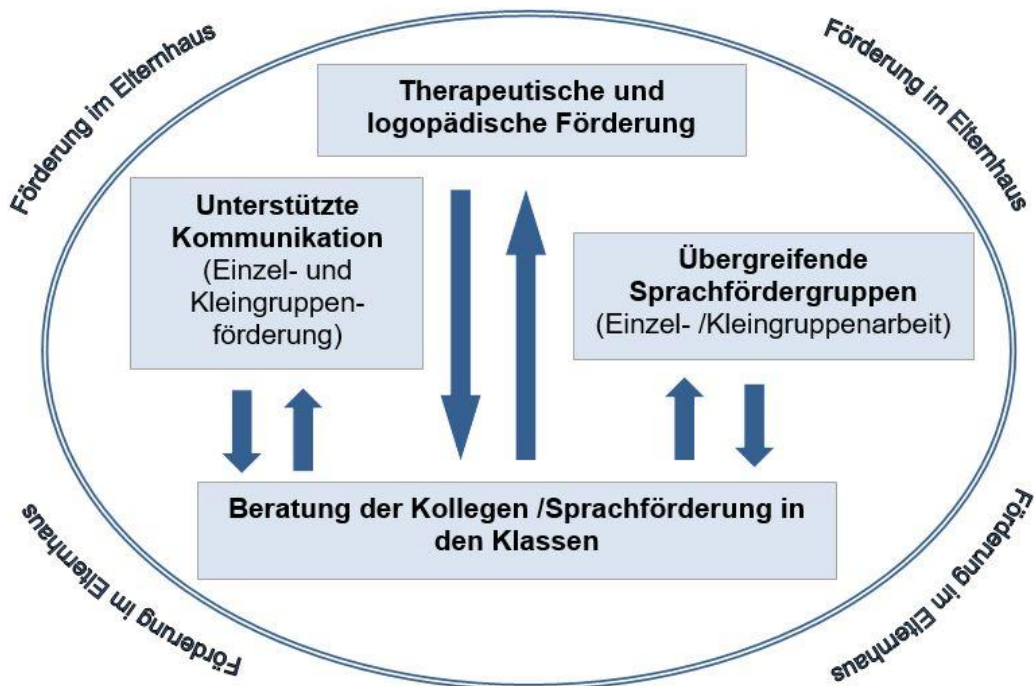 Förderung im Elternhaus
Förderung im Elternhaus
Therapeutische und
logopädische Förderung
Unterstützte
Kommunikation
(Einzel- und
Kleingruppen-
förderung)
Übergreifende
Sprachfördergruppen
(Einzel- /Kleingruppenarbeit)
Beratung der Kollegen /Sprachförderung in
den Klassen
Förderung im Elternhaus
Förderung im Elternhaus